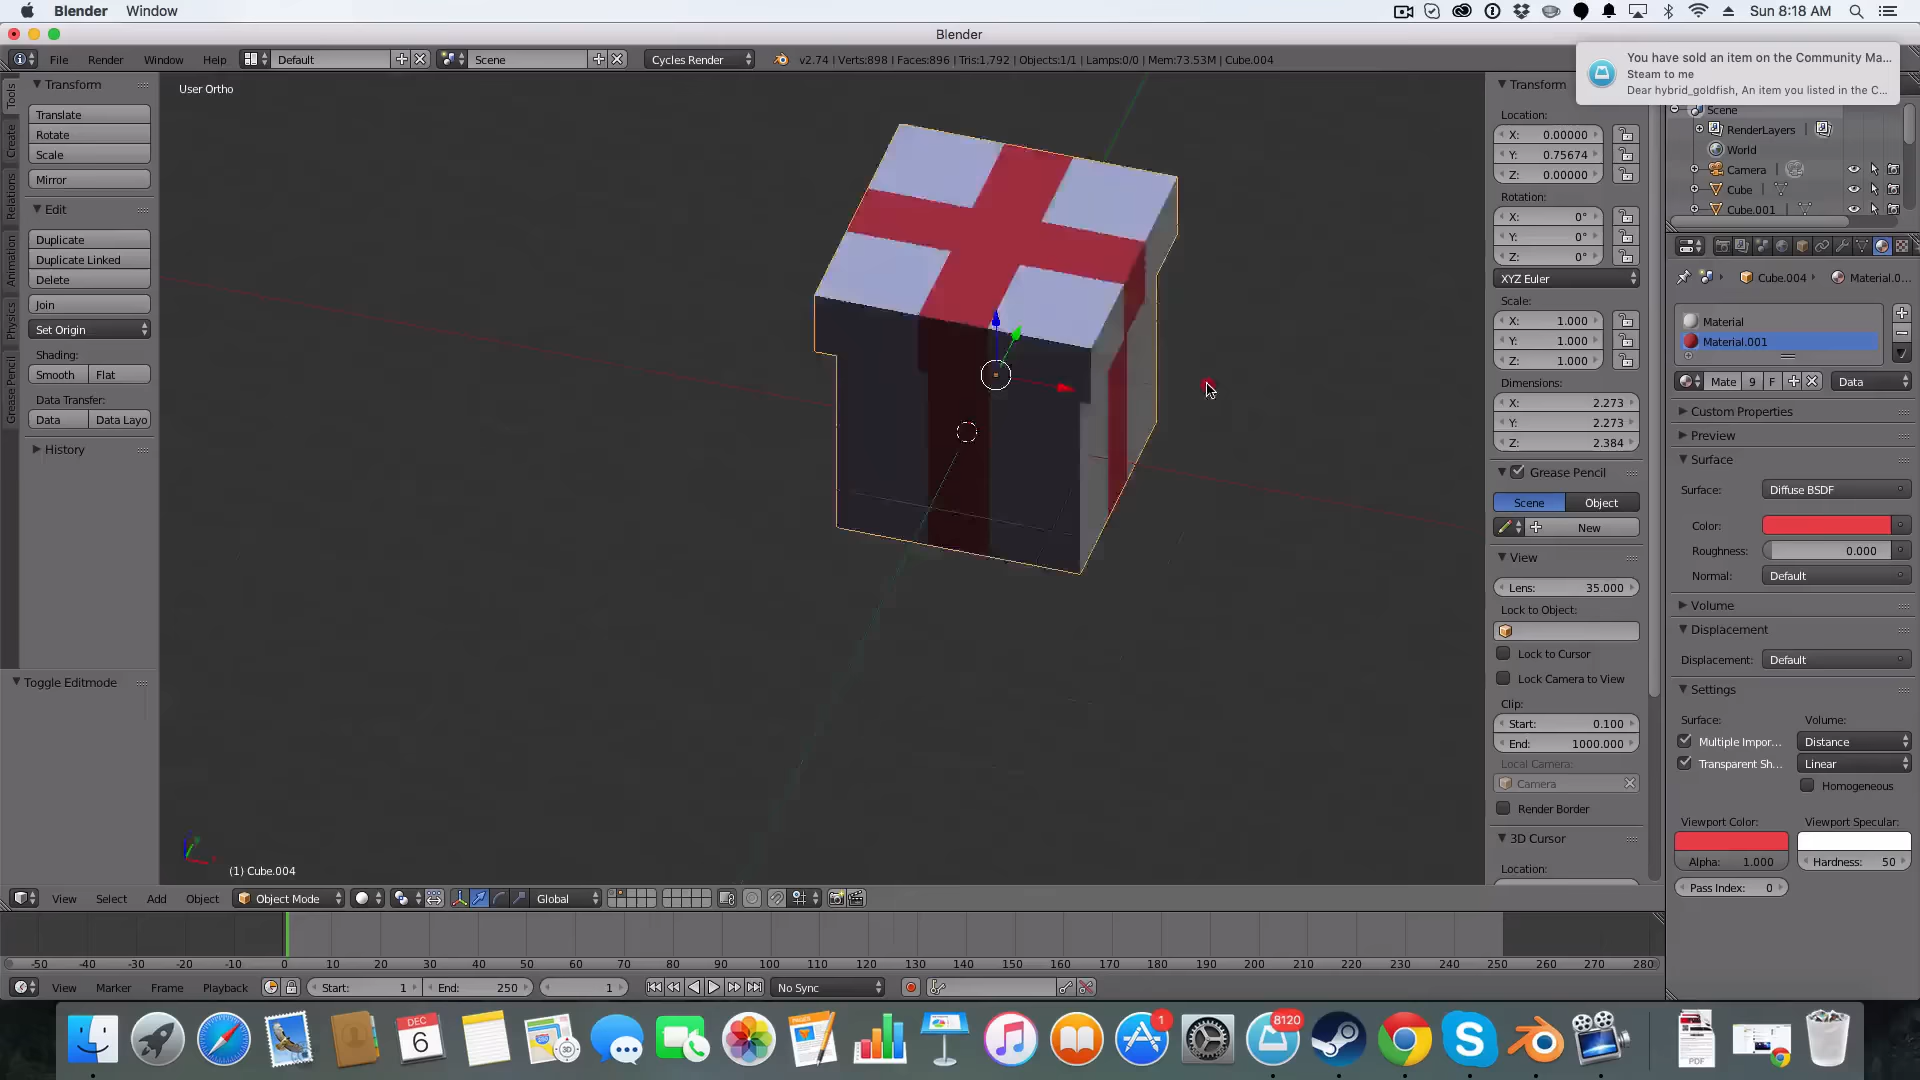 Blender Window Sun 8:18 AM
Blender
File Render Window Help Default Scene Cycles Render v2.74 | Verts:898 | Faces:896 | Tris:1,792 | Objects:1/1 | Lamps:0/0 | Mem:73.53M | Cube.004
You have sold an item on the Community Ma...
Steam to me
Dear hybrid_goldfish, An item you listed in the C...
Tools
Create
Relations
Animation
Physics
Grease Pencil
Transform
Translate
Rotate
Scale
Mirror
Edit
Duplicate
Duplicate Linked
Delete
Join
Set Origin
Shading:
Smooth Flat
Data Transfer:
Data Data Layo
History
Toggle Editmode
User Ortho
(1) Cube.004
Transform
Location:
X: 0.00000
Y: 0.75674
Z: 0.00000
Rotation:
X: 0°
Y: 0°
Z: 0°
XYZ Euler
Scale:
X: 1.000
Y: 1.000
Z: 1.000
Dimensions:
X: 2.273
Y: 2.273
Z: 2.384
Grease Pencil
Scene Object
New
View
Lens: 35.000
Lock to Object:
Lock to Cursor
Lock Camera to View
Clip:
Start: 0.100
End: 1000.000
Local Camera:
Camera
Render Border
3D Cursor
Location:
Scene
RenderLayers
World
Camera
Cube
Cube.001
Cube.004 Material.0...
Material
Material.001
Mate 9 F Data
Custom Properties
Preview
Surface
Surface: Diffuse BSDF
Color:
Roughness: 0.000
Normal: Default
Volume
Displacement
Displacement: Default
Settings
Surface: Volume:
Multiple Impor... Distance
Transparent Sh... Linear
Homogeneous
Viewport Color: Viewport Specular:
Alpha: 1.000 Hardness: 50
Pass Index: 0
View Select Add Object Object Mode Global
-50 -40 -30 -20 -10 0 10 20 30 40 50 60 70 80 90 100 110 120 130 140 150 160 170 180 190 200 210 220 230 240 250 260 270 280
View Marker Frame Playback Start: 1 End: 250 1 No Sync
DEC
6
1
8120
PDF